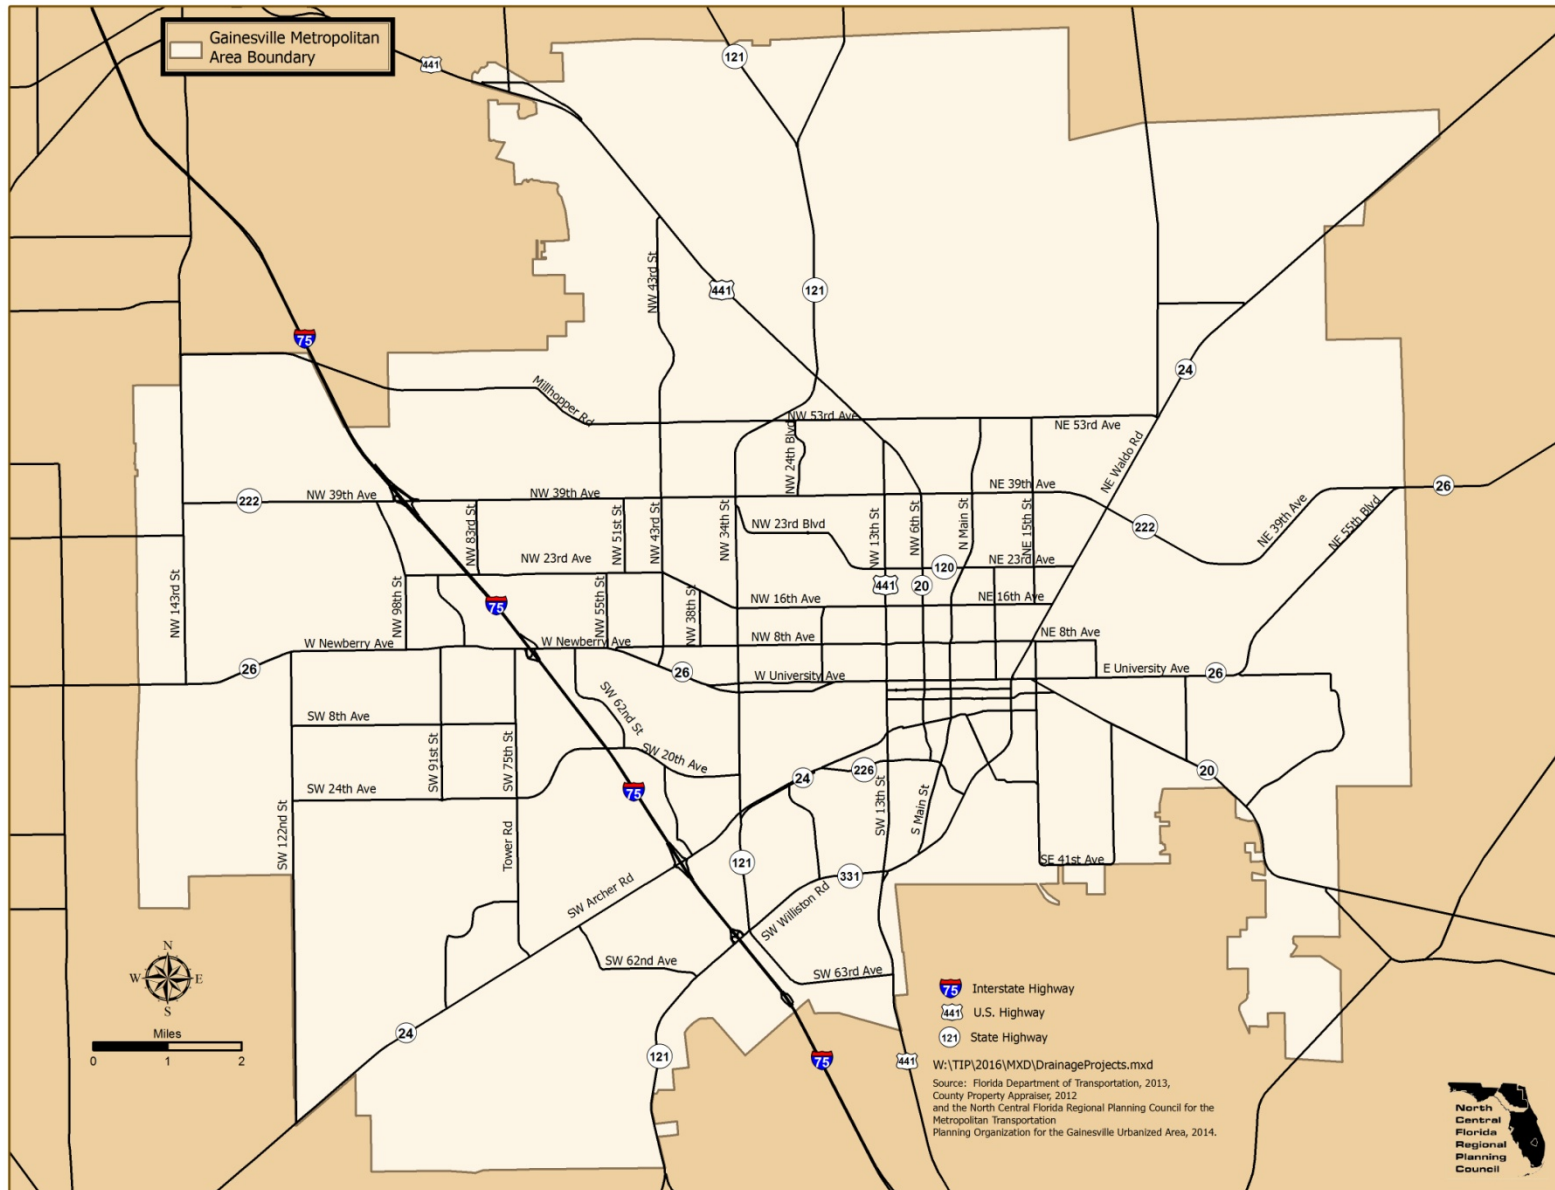 Gainesville Metropolitan
Area Boundary
441
121
NW 43rd St
441
121
75
24
Millhopper Rd
NW 53rd Ave
NE 53rd Ave
NW 24th Blvd
NE Waldo Rd
222
NW 39th Ave
NW 39th Ave
NE 39th Ave
26
NW 83rd St
NW 51st St
NW 43rd St
NW 34th St
NW 23rd Blvd
NW 13th St
NW 6th St
N Main St
NE 15th St
222
NE 39th Ave
NE 55th Blvd
NW 23rd Ave
120
NE 23rd Ave
NW 143rd St
NW 98th St
75
NW 55th St
NW 38th St
441
20
NW 16th Ave
NE 16th Ave
W Newberry Ave
W Newberry Ave
NW 8th Ave
NE 8th Ave
26
26
W University Ave
E University Ave
26
SW 62nd St
SW 8th Ave
SW 91st St
SW 75th St
SW 20th Ave
24
226
20
SW 24th Ave
75
SW 122nd St
SW 13th St
S Main St
Tower Rd
121
331
SE 41st Ave
SW Archer Rd
SW Williston Rd
SW 62nd Ave
SW 63rd Ave
N
W
E
S
Miles
0 1 2
24
121
75
441
75 Interstate Highway
441 U.S. Highway
121 State Highway
W:\TIP\2016\MXD\DrainageProjects.mxd
Source: Florida Department of Transportation, 2013,
County Property Appraiser, 2012
and the North Central Florida Regional Planning Council for the
Metropolitan Transportation
Planning Organization for the Gainesville Urbanized Area, 2014.
North
Central
Florida
Regional
Planning
Council